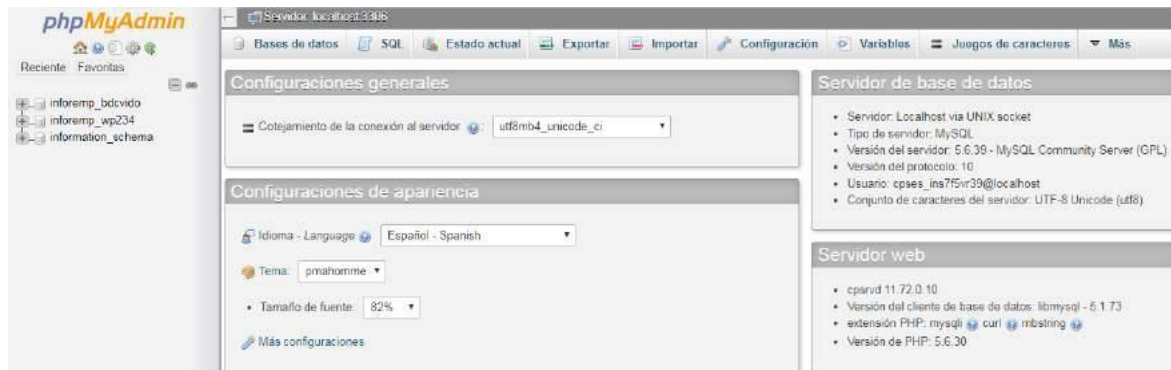 phpMyAdmin
Reciente Favoritas
inforemp_bdcvido
inforemp_wp234
information_schema
Servidor: localhost:3306
Bases de datos SQL Estado actual Exportar Importar Configuración Variables Juegos de caracteres Más
Configuraciones generales
Cotejamiento de la conexión al servidor : utf8mb4_unicode_ci
Configuraciones de apariencia
Idioma - Language Español - Spanish
Tema: pmahomme
Tamaño de fuente: 82%
Más configuraciones
Servidor de base de datos
Servidor: Localhost via UNIX socket
Tipo de servidor: MySQL
Versión del servidor: 5.6.39 - MySQL Community Server (GPL)
Versión del protocolo: 10
Usuario: cpses_ins7f5vr39@localhost
Conjunto de caracteres del servidor: UTF-8 Unicode (utf8)
Servidor web
cpsrvd 11.72.0.10
Versión del cliente de base de datos: libmysql - 5.1.73
extensión PHP: mysqli curl mbstring
Versión de PHP: 5.6.30